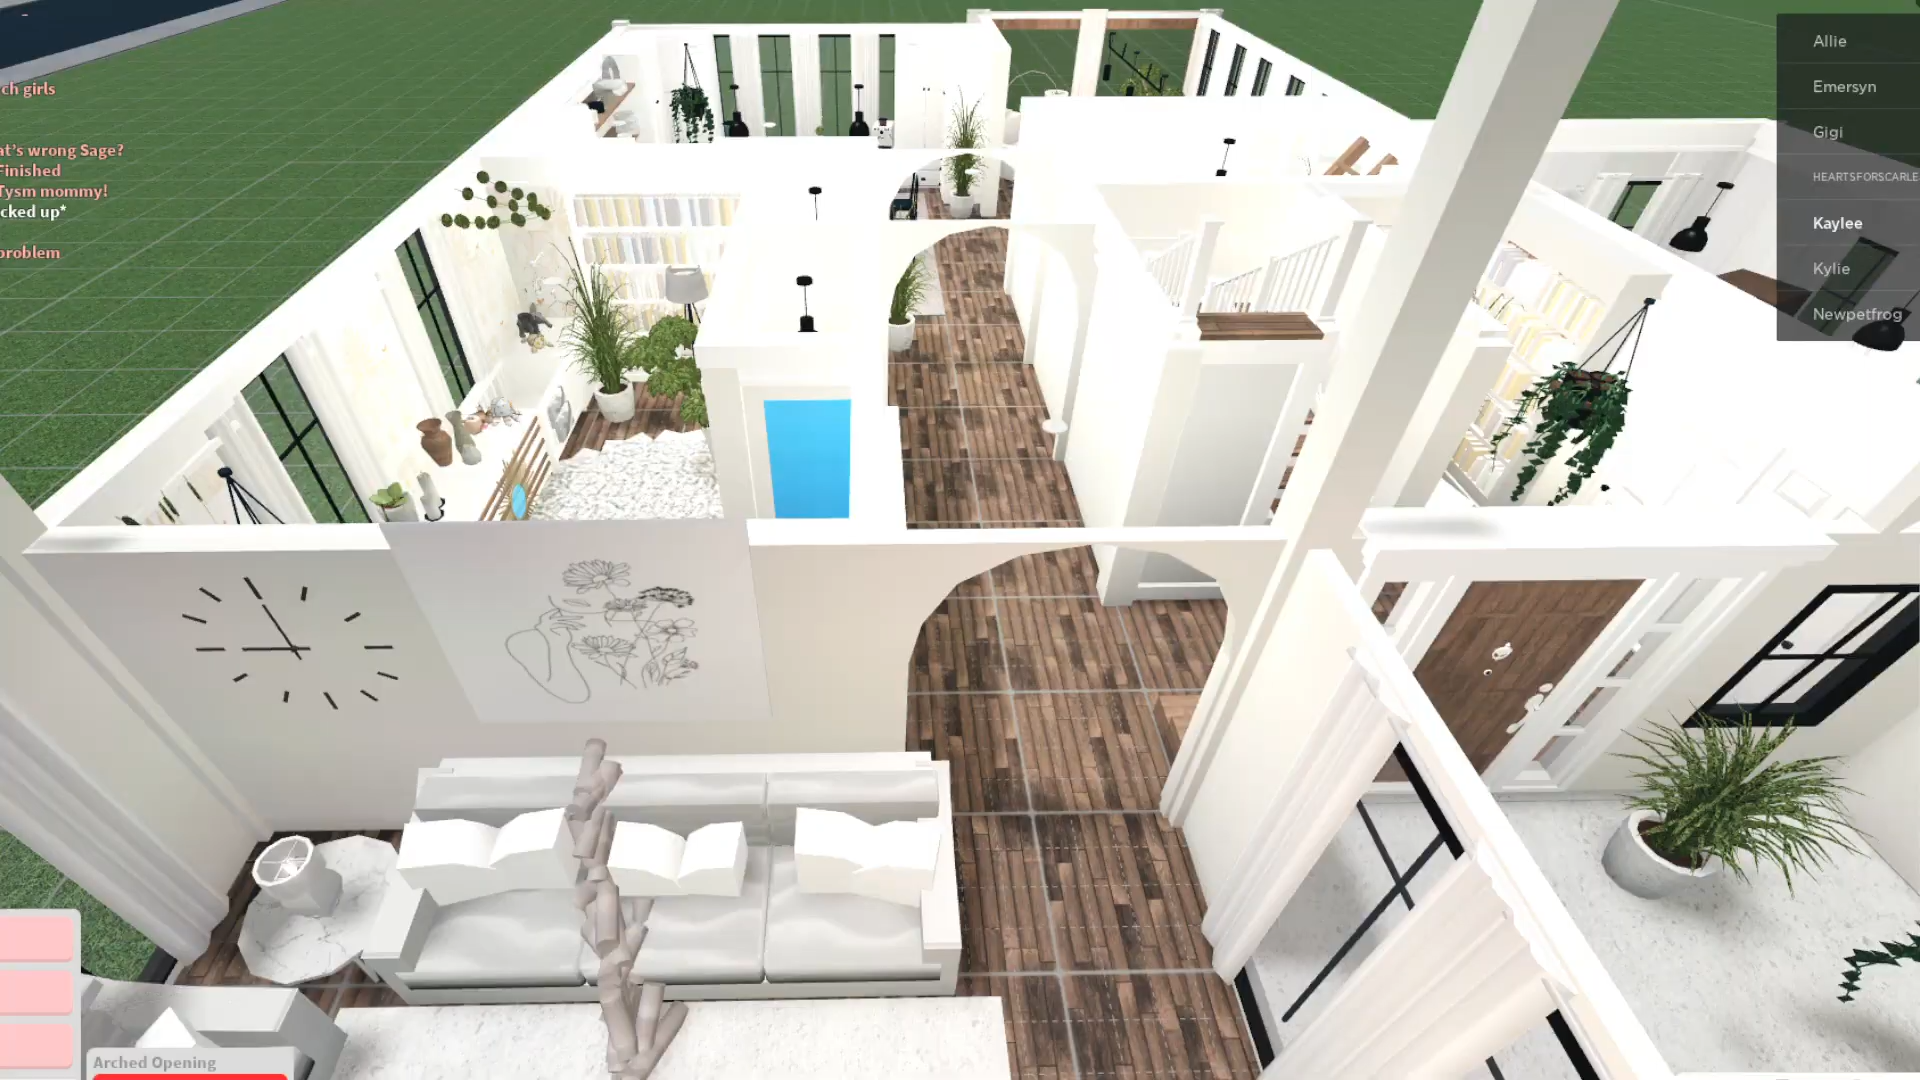 ch girls
at's wrong Sage?
Finished
Tysm mommy!
cked up*
problem
Allie
Emersyn
Gigi
HEARTSFORSCARLE
Kaylee
Kylie
Newpetfrog
Arched Opening